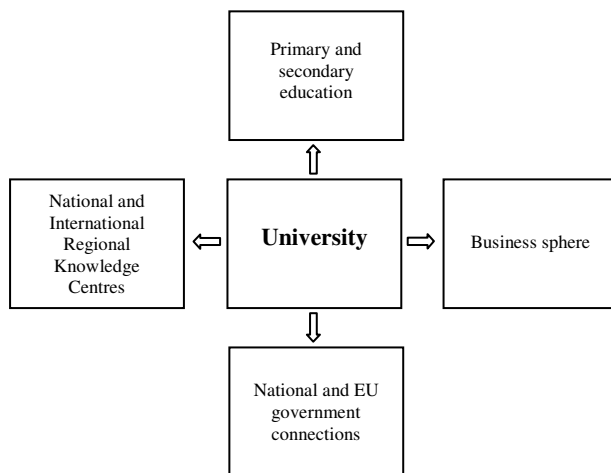 Primary and
secondary
education
National and
International
Regional
Knowledge
Centres
University
Business sphere
National and EU
government
connections